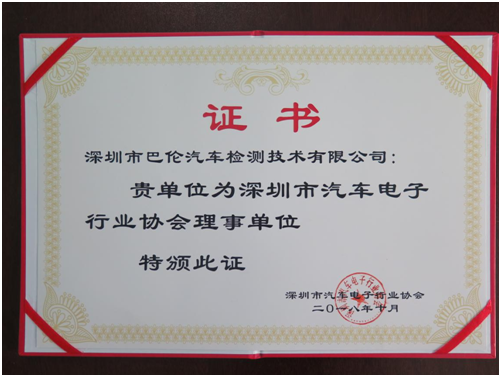 证书
深圳市巴伦汽车检测技术有限公司：
贵单位为深圳市汽车电子
行业协会理事单位
特颁此证
深圳市汽车电子行业协会
二〇一八年十月